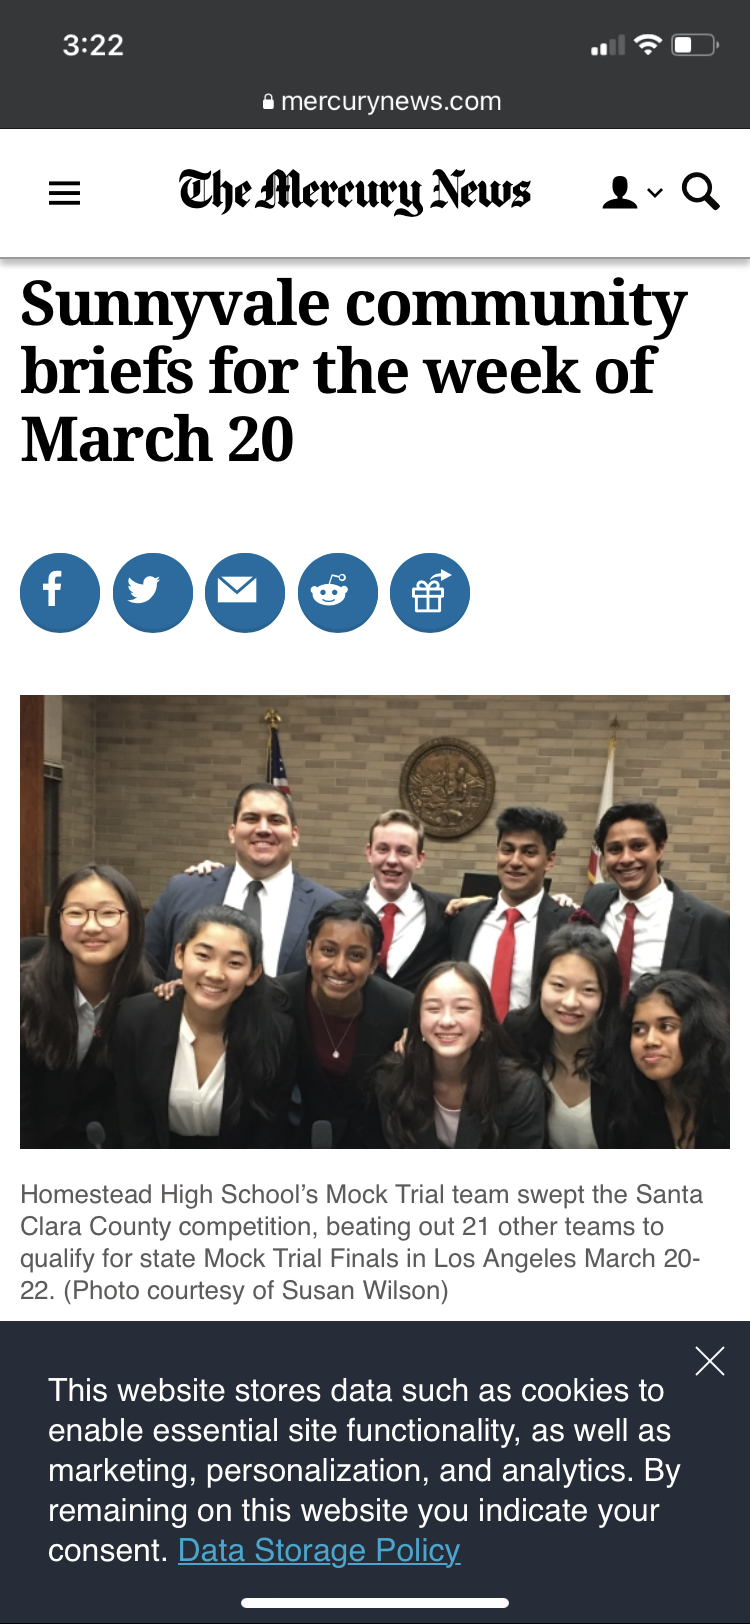 3:22
mercurynews.com
The Mercury News
Sunnyvale community
briefs for the week of
March 20
Homestead High School’s Mock Trial team swept the Santa
Clara County competition, beating out 21 other teams to
qualify for state Mock Trial Finals in Los Angeles March 20-
22. (Photo courtesy of Susan Wilson)
This website stores data such as cookies to
enable essential site functionality, as well as
marketing, personalization, and analytics. By
remaining on this website you indicate your
consent. Data Storage Policy